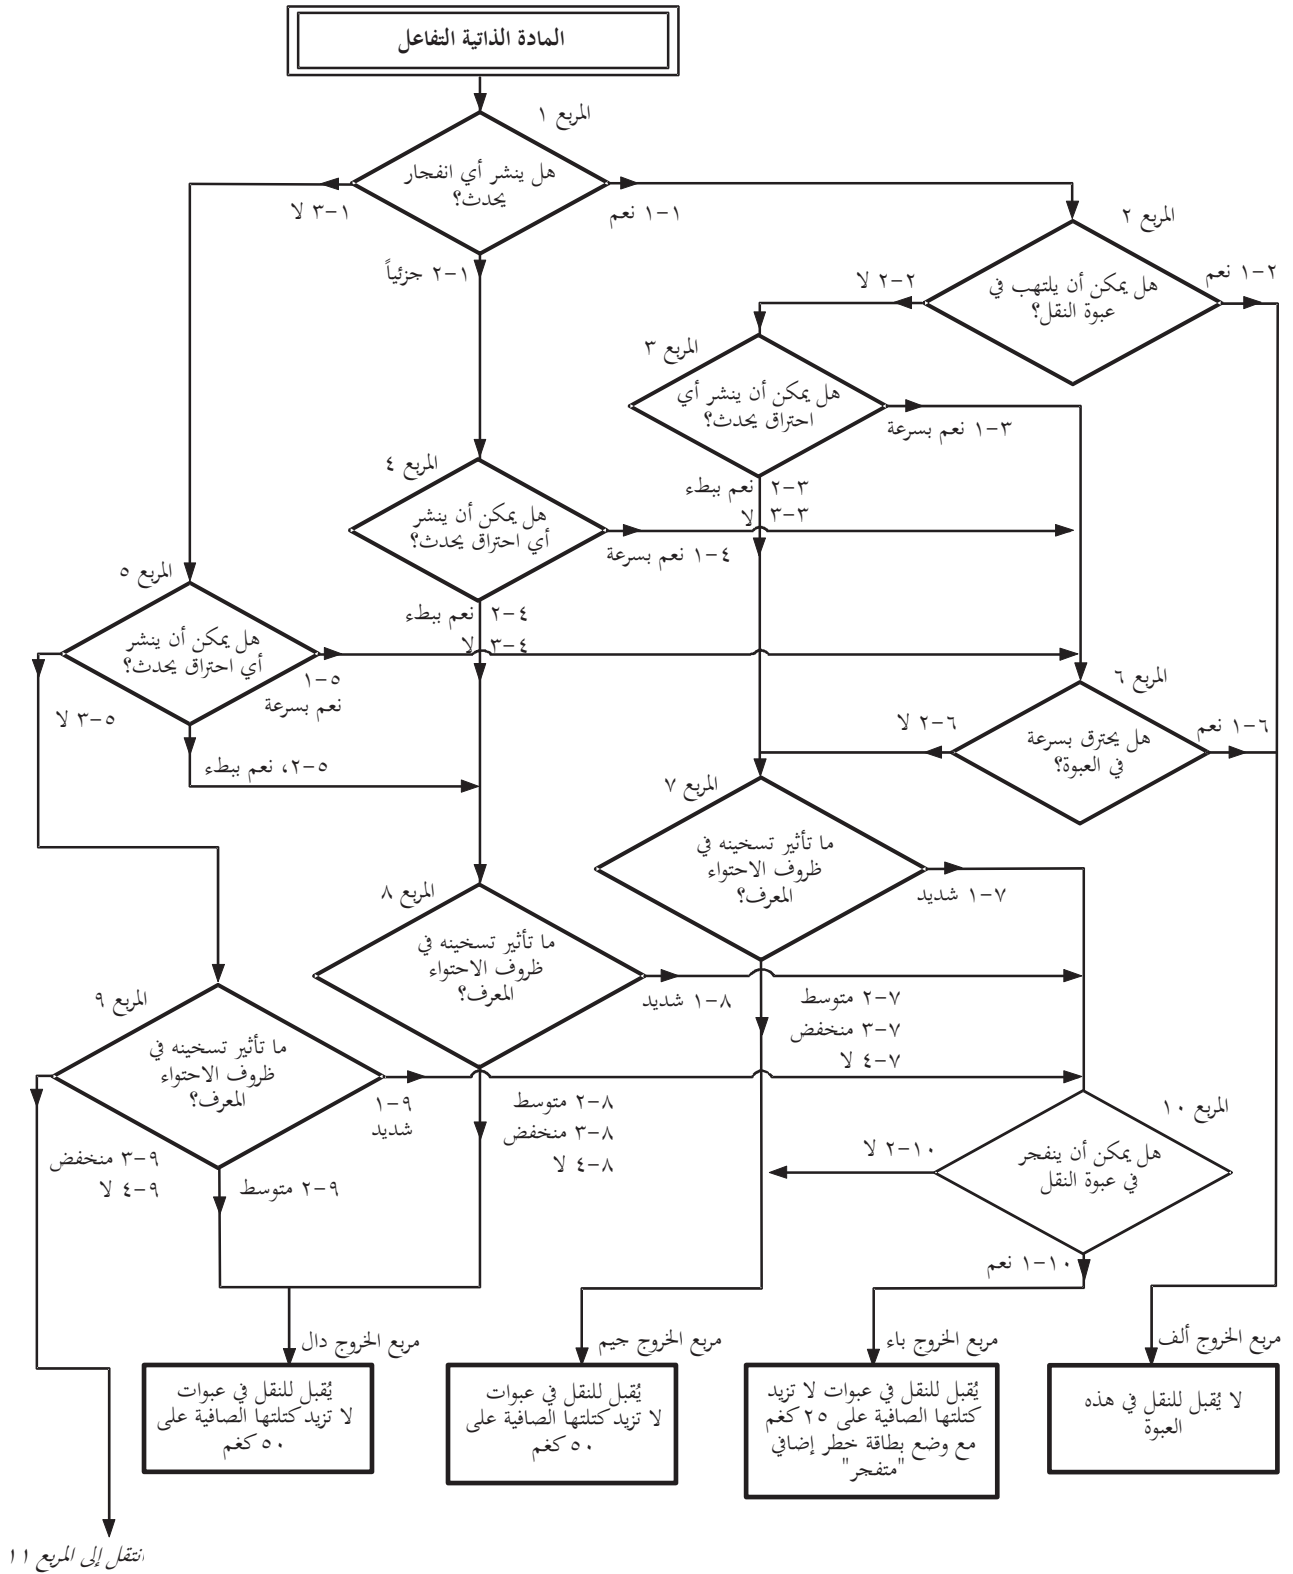 المادة الذاتية التفاعل
المربع ١
هل ينشر أي انفجار
يحدث؟
١-١ نعم
١-٣ لا
١-٢ جزئياً
المربع ٢
هل يمكن أن يلتهب في
عبوة النقل؟
٢-١ نعم
٢-٢ لا
المربع ٣
هل يمكن أن ينشر أي
احتراق يحدث؟
٣-١ نعم بسرعة
٣-٢ نعم ببطء
٣-٣ لا
المربع ٤
هل يمكن أن ينشر
أي احتراق يحدث؟
٤-١ نعم بسرعة
٤-٢ نعم ببطء
٤-٣ لا
المربع ٥
هل يمكن أن ينشر
أي احتراق يحدث؟
٥-١
نعم بسرعة
٥-٣ لا
٥-٢، نعم ببطء
المربع ٦
هل يحترق بسرعة
في العبوة؟
٦-١ نعم
٦-٢ لا
المربع ٧
ما تأثير تسخينه في
ظروف الاحتواء
المعرف؟
٧-١ شديد
٧-٢ متوسط
٧-٣ منخفض
٧-٤ لا
المربع ٨
ما تأثير تسخينه في
ظروف الاحتواء
المعرف؟
٨-١ شديد
٨-٢ متوسط
٨-٣ منخفض
٨-٤ لا
المربع ٩
ما تأثير تسخينه في
ظروف الاحتواء
المعرف؟
٩-١
شديد
٩-٢ متوسط
٩-٣ منخفض
٩-٤ لا
المربع ١٠
هل يمكن أن ينفجر
في عبوة النقل
١٠-٢ لا
١٠-١ نعم
مربع الخروج ألف
لا يُقبل للنقل في هذه
العبوة
مربع الخروج باء
يُقبل للنقل في عبوات لا تزيد
كتلتها الصافية على ٢٥ كغم
مع وضع بطاقة خطر إضافي
"متفجر"
مربع الخروج جيم
يُقبل للنقل في عبوات
لا تزيد كتلتها الصافية على
٥٠ كغم
مربع الخروج دال
يُقبل للنقل في عبوات
لا تزيد كتلتها الصافية على
٥٠ كغم
انتقل إلى المربع ١١